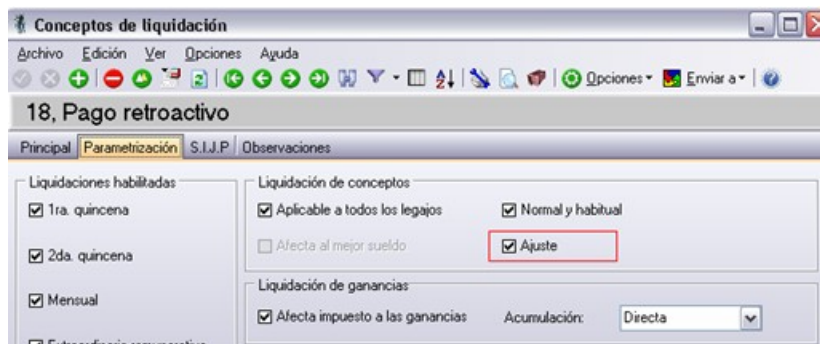 Conceptos de liquidación
Archivo Edición Ver Opciones Ayuda
Opciones Enviar a
18, Pago retroactivo
Principal Parametrización S.I.J.P Observaciones
Liquidaciones habilitadas
1ra. quincena
2da. quincena
Mensual
Extraordinaria remunerativa
Liquidación de conceptos
Aplicable a todos los legajos Normal y habitual
Afecta al mejor sueldo Ajuste
Liquidación de ganancias
Afecta impuesto a las ganancias Acumulación: Directa